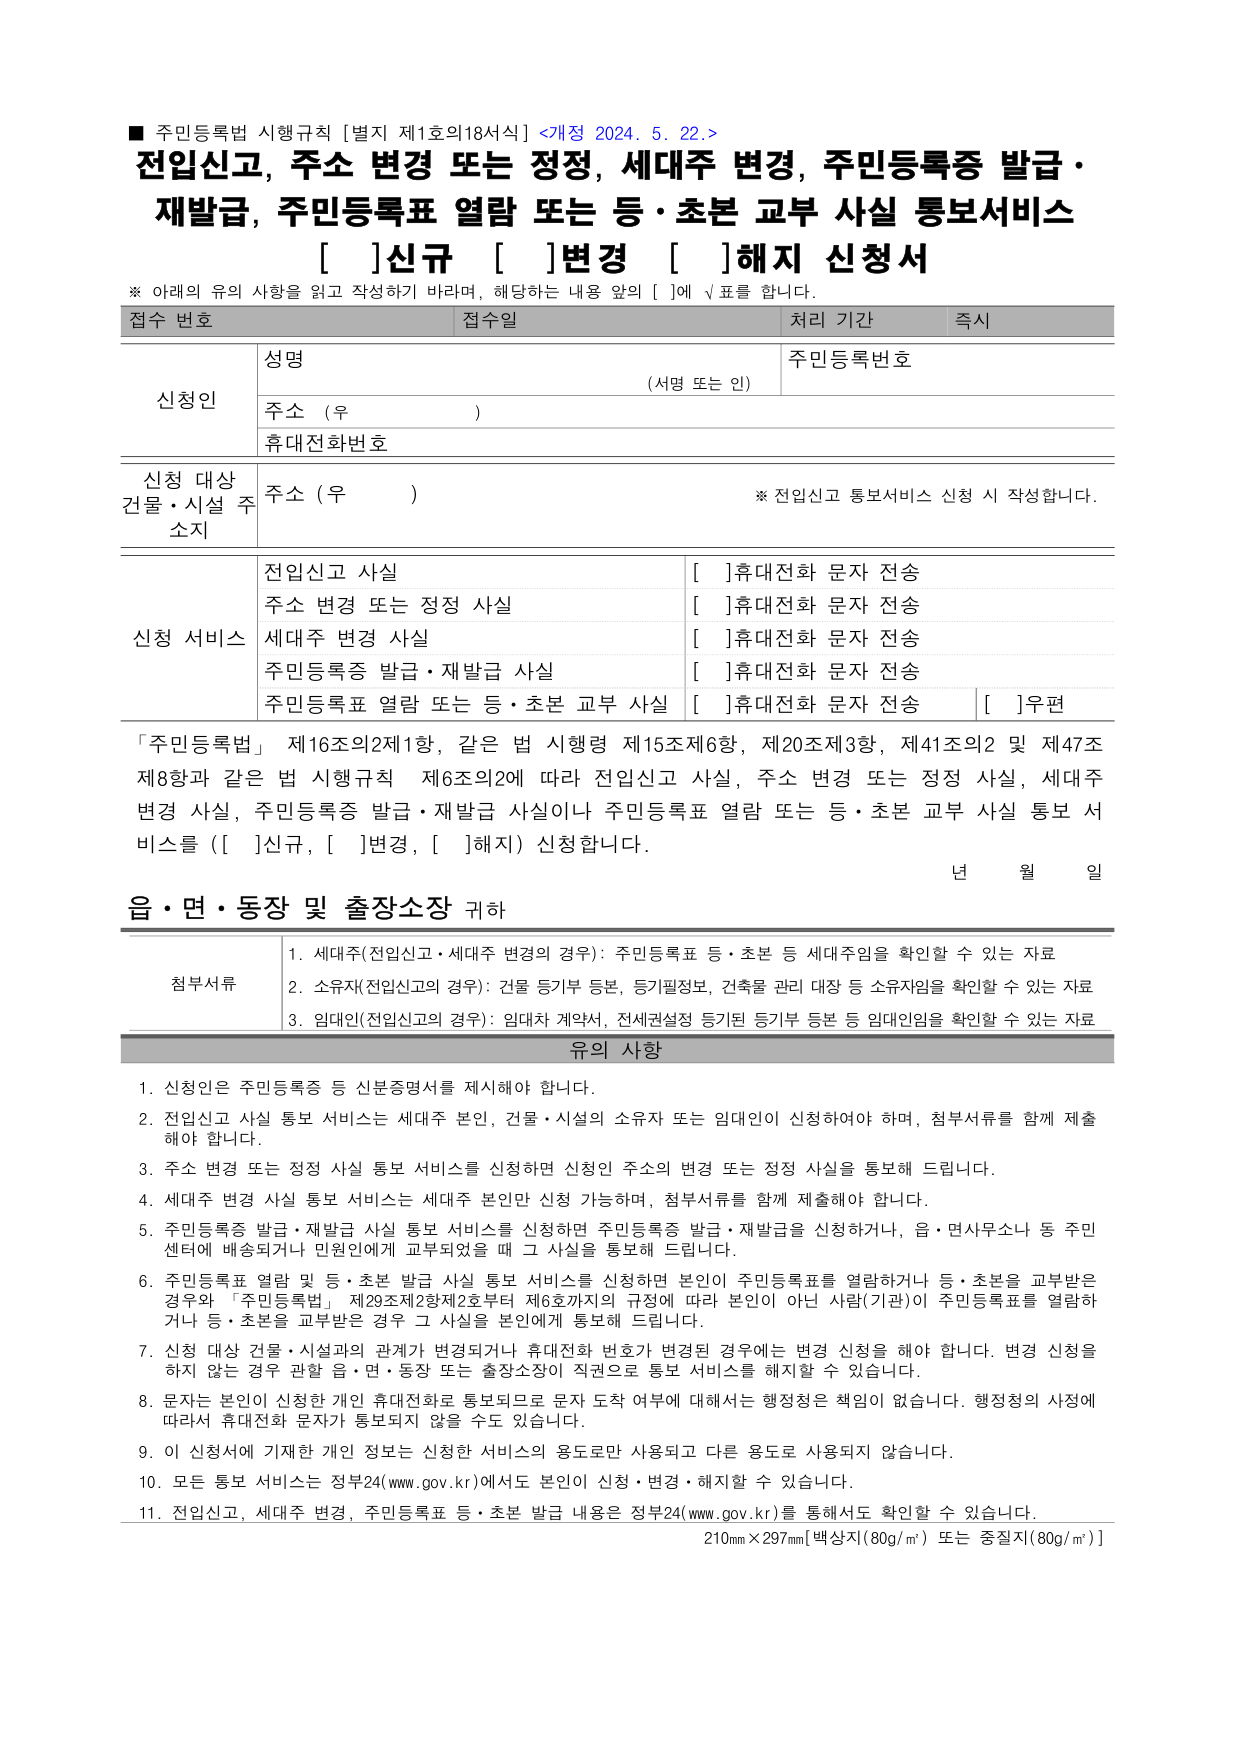 ■ 주민등록법 시행규칙 [별지 제1호의18서식] <개정 2024. 5. 22.>
전입신고, 주소 변경 또는 정정, 세대주 변경, 주민등록증 발급·
재발급, 주민등록표 열람 또는 등·초본 교부 사실 통보서비스
[  ]신규  [  ]변경  [  ]해지 신청서
※ 아래의 유의 사항을 읽고 작성하기 바라며, 해당하는 내용 앞의 [ ]에 √표를 합니다.
접수 번호 접수일 처리 기간 즉시
신청인
성명
(서명 또는 인)
주민등록번호
주소 (우          )
휴대전화번호
신청 대상
건물·시설 주
소지
주소 (우     )
※ 전입신고 통보서비스 신청 시 작성합니다.
신청 서비스
전입신고 사실 [  ]휴대전화 문자 전송
주소 변경 또는 정정 사실 [  ]휴대전화 문자 전송
세대주 변경 사실 [  ]휴대전화 문자 전송
주민등록증 발급·재발급 사실 [  ]휴대전화 문자 전송
주민등록표 열람 또는 등·초본 교부 사실 [  ]휴대전화 문자 전송 [  ]우편
「주민등록법」 제16조의2제1항, 같은 법 시행령 제15조제6항, 제20조제3항, 제41조의2 및 제47조
제8항과 같은 법 시행규칙 제6조의2에 따라 전입신고 사실, 주소 변경 또는 정정 사실, 세대주
변경 사실, 주민등록증 발급·재발급 사실이나 주민등록표 열람 또는 등·초본 교부 사실 통보 서
비스를 ([  ]신규, [  ]변경, [  ]해지) 신청합니다.
년    월    일
읍·면·동장 및 출장소장 귀하
첨부서류
1. 세대주(전입신고·세대주 변경의 경우): 주민등록표 등·초본 등 세대주임을 확인할 수 있는 자료
2. 소유자(전입신고의 경우): 건물 등기부 등본, 등기필정보, 건축물 관리 대장 등 소유자임을 확인할 수 있는 자료
3. 임대인(전입신고의 경우): 임대차 계약서, 전세권설정 등기된 등기부 등본 등 임대인임을 확인할 수 있는 자료
유의 사항
1. 신청인은 주민등록증 등 신분증명서를 제시해야 합니다.
2. 전입신고 사실 통보 서비스는 세대주 본인, 건물·시설의 소유자 또는 임대인이 신청하여야 하며, 첨부서류를 함께 제출
해야 합니다.
3. 주소 변경 또는 정정 사실 통보 서비스를 신청하면 신청인 주소의 변경 또는 정정 사실을 통보해 드립니다.
4. 세대주 변경 사실 통보 서비스는 세대주 본인만 신청 가능하며, 첨부서류를 함께 제출해야 합니다.
5. 주민등록증 발급·재발급 사실 통보 서비스를 신청하면 주민등록증 발급·재발급을 신청하거나, 읍·면사무소나 동 주민
센터에 배송되거나 민원인에게 교부되었을 때 그 사실을 통보해 드립니다.
6. 주민등록표 열람 및 등·초본 발급 사실 통보 서비스를 신청하면 본인이 주민등록표를 열람하거나 등·초본을 교부받은
경우와 「주민등록법」 제29조제2항제2호부터 제6호까지의 규정에 따라 본인이 아닌 사람(기관)이 주민등록표를 열람하
거나 등·초본을 교부받은 경우 그 사실을 본인에게 통보해 드립니다.
7. 신청 대상 건물·시설과의 관계가 변경되거나 휴대전화 번호가 변경된 경우에는 변경 신청을 해야 합니다. 변경 신청을
하지 않는 경우 관할 읍·면·동장 또는 출장소장이 직권으로 통보 서비스를 해지할 수 있습니다.
8. 문자는 본인이 신청한 개인 휴대전화로 통보되므로 문자 도착 여부에 대해서는 행정청은 책임이 없습니다. 행정청의 사정에
따라서 휴대전화 문자가 통보되지 않을 수도 있습니다.
9. 이 신청서에 기재한 개인 정보는 신청한 서비스의 용도로만 사용되고 다른 용도로 사용되지 않습니다.
10. 모든 통보 서비스는 정부24(www.gov.kr)에서도 본인이 신청·변경·해지할 수 있습니다.
11. 전입신고, 세대주 변경, 주민등록표 등·초본 발급 내용은 정부24(www.gov.kr)를 통해서도 확인할 수 있습니다.
210㎜×297㎜[백상지(80g/㎡) 또는 중질지(80g/㎡)]